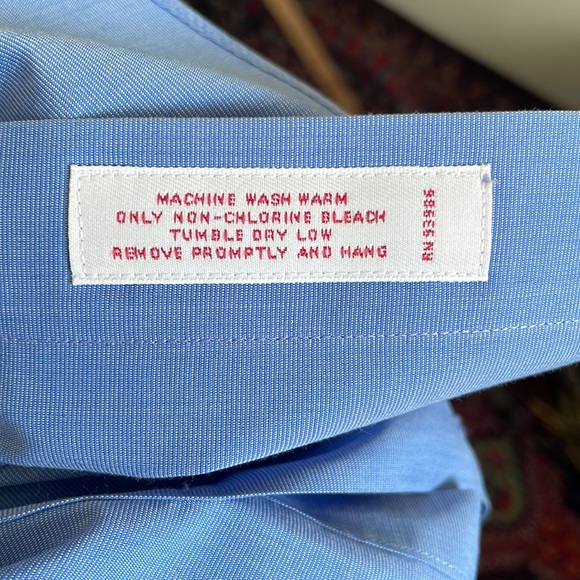 MACHINE WASH WARM
ONLY NON-CHLORINE BLEACH
TUMBLE DRY LOW
REMOVE PROMPTLY AND HANG
RN 93986